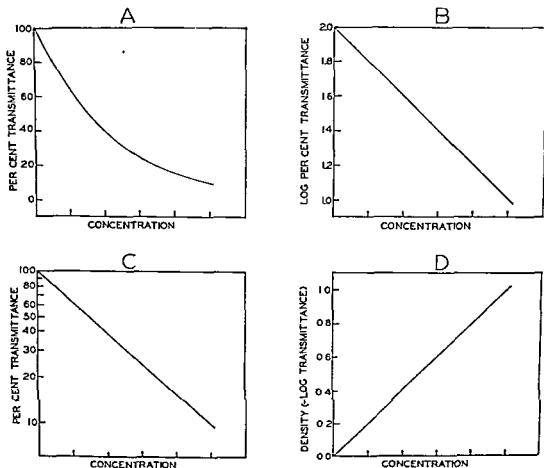 A
PER CENT TRANSMITTANCE
100
80
60
40
20
0
CONCENTRATION
B
LOG PER CENT TRANSMITTANCE
2.0
1.8
1.6
1.4
1.2
1.0
CONCENTRATION
C
PER CENT TRANSMITTANCE
100
80
60
50
40
30
20
10
CONCENTRATION
D
DENSITY (-LOG TRANSMITTANCE)
1.0
0.8
0.6
0.4
0.2
0.0
CONCENTRATION